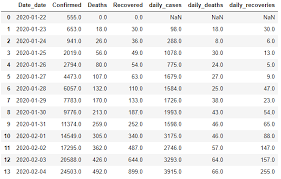 Date_date Confirmed Deaths Recovered daily_cases daily_deaths daily_recoveries
0 2020-01-22 555.0 0.0 0.0 NaN NaN NaN
1 2020-01-23 653.0 18.0 30.0 98.0 18.0 30.0
2 2020-01-24 941.0 26.0 36.0 288.0 8.0 6.0
3 2020-01-25 2019.0 56.0 49.0 1078.0 30.0 13.0
4 2020-01-26 2794.0 80.0 54.0 775.0 24.0 5.0
5 2020-01-27 4473.0 107.0 63.0 1679.0 27.0 9.0
6 2020-01-28 6057.0 132.0 110.0 1584.0 25.0 47.0
7 2020-01-29 7783.0 170.0 133.0 1726.0 38.0 23.0
8 2020-01-30 9776.0 213.0 187.0 1993.0 43.0 54.0
9 2020-01-31 11374.0 259.0 252.0 1598.0 46.0 65.0
10 2020-02-01 14549.0 305.0 340.0 3175.0 46.0 88.0
11 2020-02-02 17295.0 362.0 487.0 2746.0 57.0 147.0
12 2020-02-03 20588.0 426.0 644.0 3293.0 64.0 157.0
13 2020-02-04 24503.0 492.0 899.0 3915.0 66.0 255.0